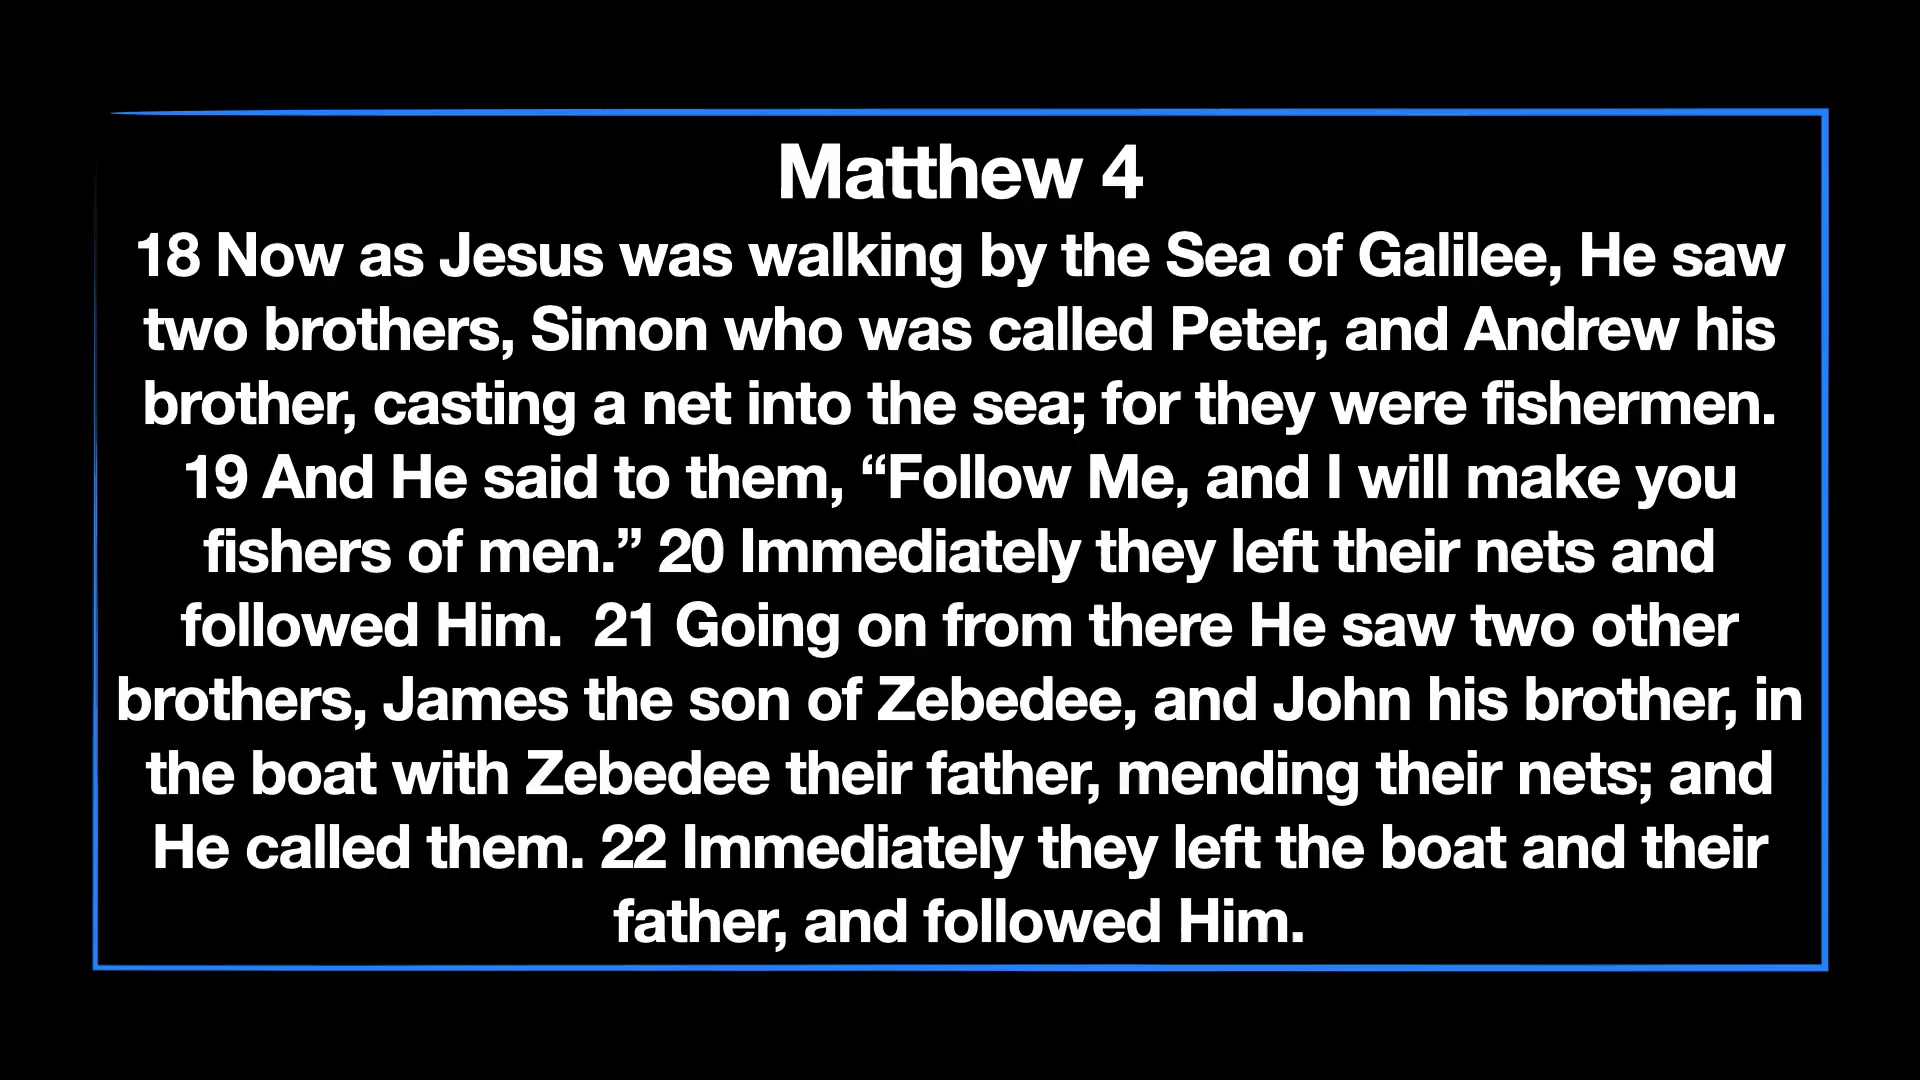 Matthew 4
18 Now as Jesus was walking by the Sea of Galilee, He saw
two brothers, Simon who was called Peter, and Andrew his
brother, casting a net into the sea; for they were fishermen.
19 And He said to them, “Follow Me, and I will make you
fishers of men.” 20 Immediately they left their nets and
followed Him.  21 Going on from there He saw two other
brothers, James the son of Zebedee, and John his brother, in
the boat with Zebedee their father, mending their nets; and
He called them. 22 Immediately they left the boat and their
father, and followed Him.